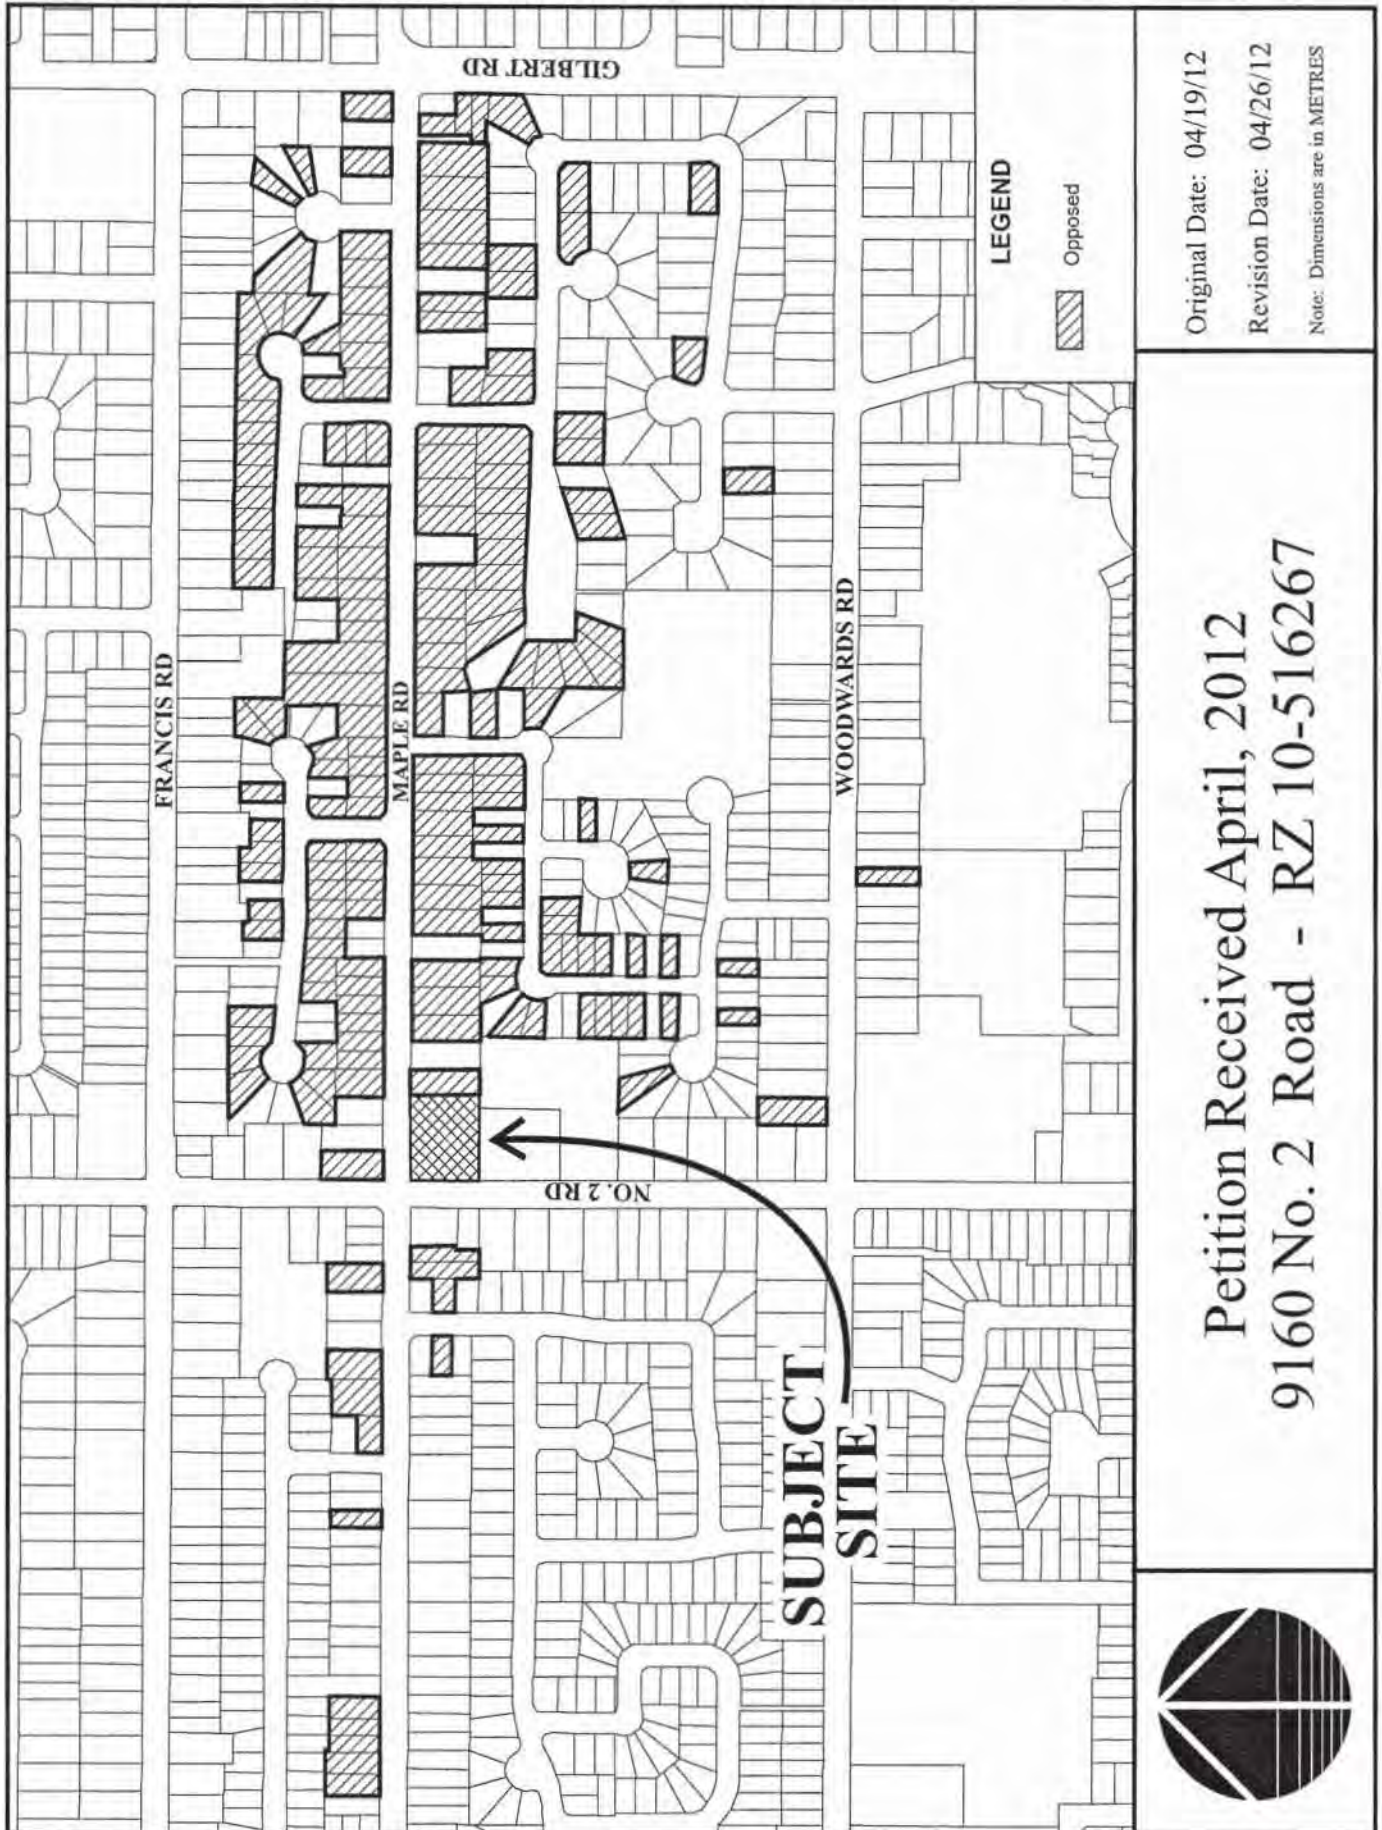 GILBERT RD
FRANCIS RD
MAPLE RD
WOODWARDS RD
NO. 2 RD
SUBJECT
SITE
LEGEND
Opposed
Petition Received April, 2012
9160 No. 2 Road - RZ 10-516267
Original Date: 04/19/12
Revision Date: 04/26/12
Note: Dimensions are in METRES